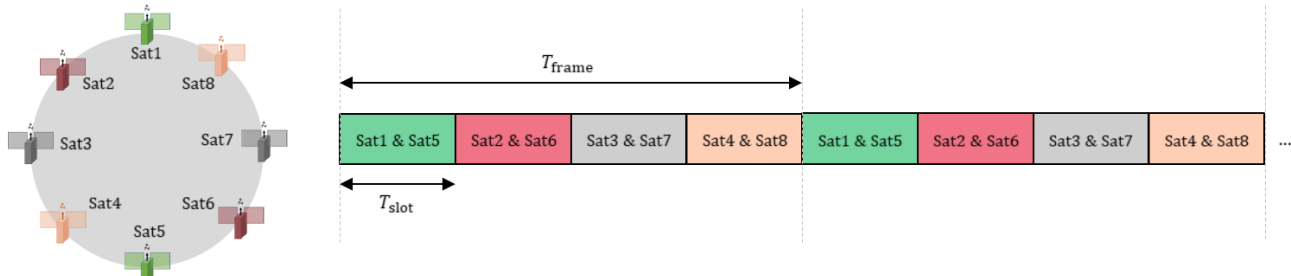 Sat1
Sat2
Sat8
Sat3
Sat7
Sat4
Sat6
Sat5
T_frame
Sat1 & Sat5 Sat2 & Sat6 Sat3 & Sat7 Sat4 & Sat8 Sat1 & Sat5 Sat2 & Sat6 Sat3 & Sat7 Sat4 & Sat8 ...
T_slot